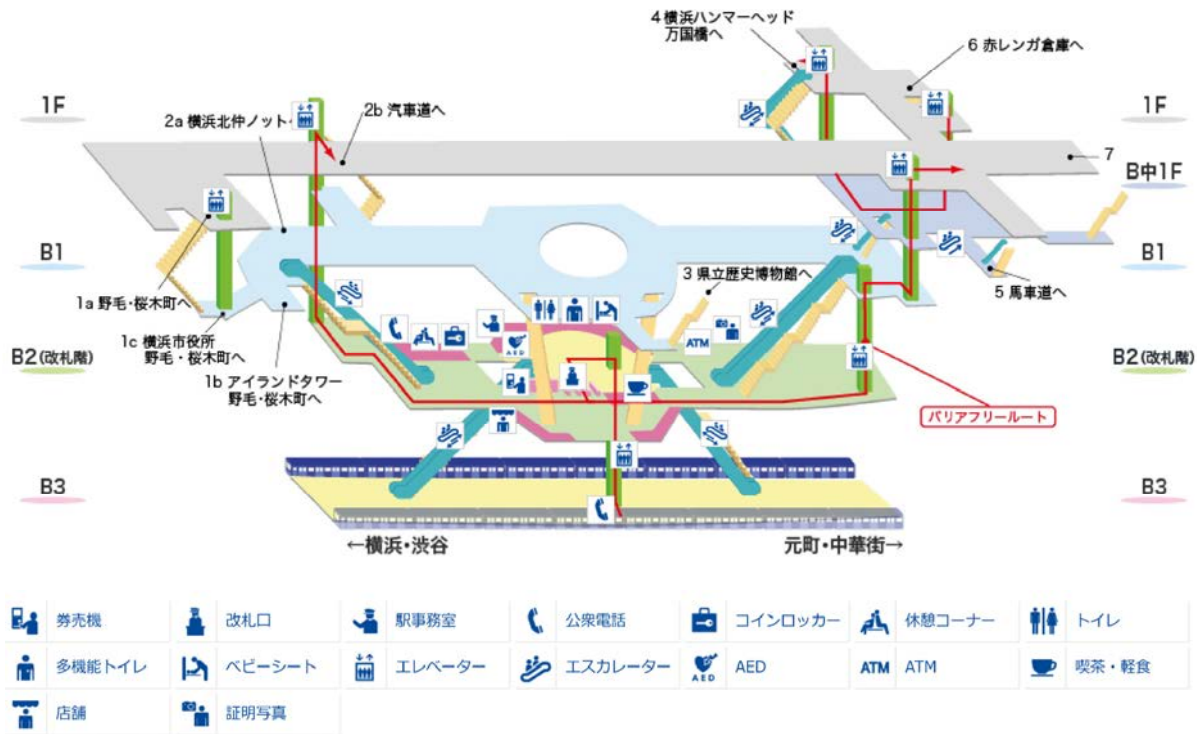 4 横浜ハンマーヘッド
万国橋へ
6 赤レンガ倉庫へ
1F
2a 横浜北仲ノット
2b 汽車道へ
1F
7
B中1F
B1
B1
1a 野毛・桜木町へ
3 県立歴史博物館へ
5 馬車道へ
1c 横浜市役所
野毛・桜木町へ
AED
ATM
B2(改札階)
B2(改札階)
1b アイランドタワー
野毛・桜木町へ
バリアフリールート
B3
B3
←横浜・渋谷
元町・中華街→
券売機
改札口
駅事務室
公衆電話
コインロッカー
休憩コーナー
トイレ
多機能トイレ
ベビーシート
エレベーター
エスカレーター
AED
AED
ATM
ATM
喫茶・軽食
店舗
証明写真